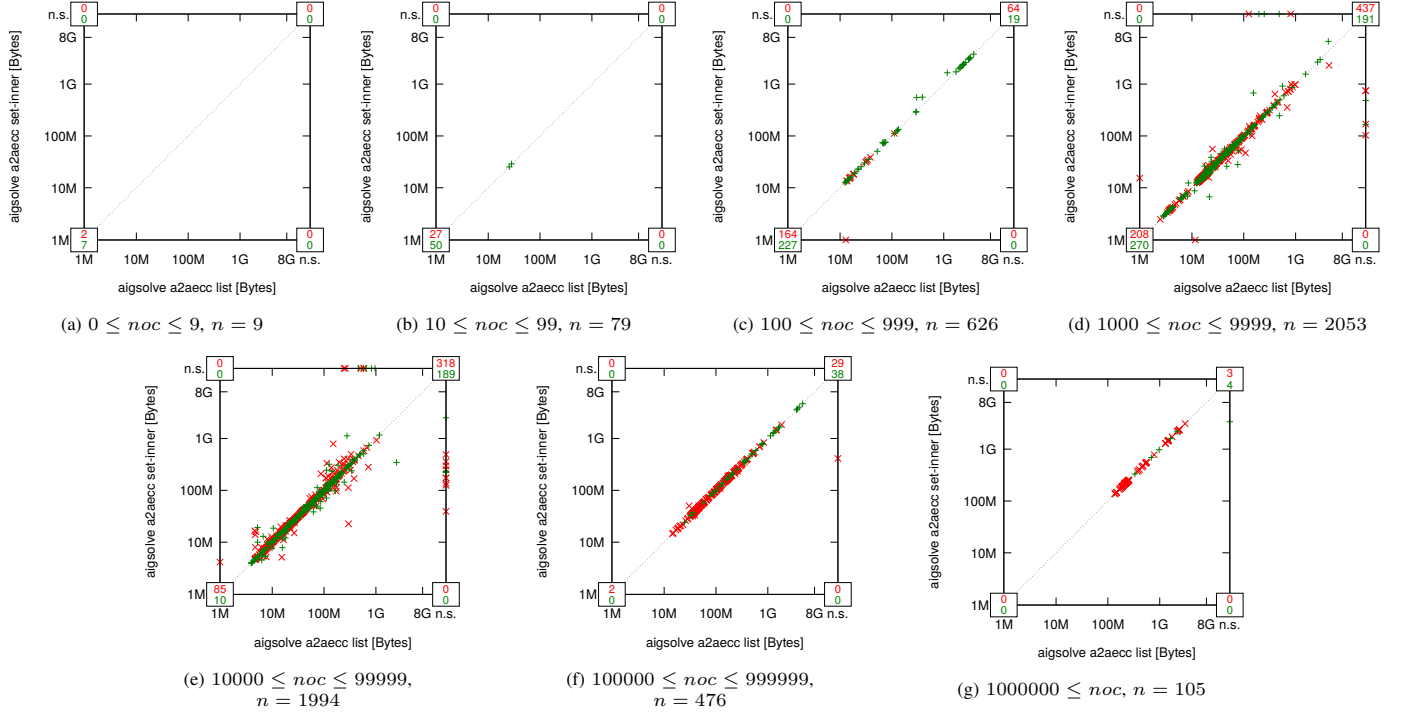 n.s.
8G
1G
100M
10M
1M
0
0
0
0
2
7
0
0
1M 10M 100M 1G 8G n.s.
aigsolve a2aecc set-inner [Bytes]
aigsolve a2aecc list [Bytes]
(a) 0 ≤ noc ≤ 9, n = 9
n.s.
8G
1G
100M
10M
1M
0
0
0
0
27
50
0
0
1M 10M 100M 1G 8G n.s.
aigsolve a2aecc set-inner [Bytes]
aigsolve a2aecc list [Bytes]
(b) 10 ≤ noc ≤ 99, n = 79
n.s.
8G
1G
100M
10M
1M
0
0
64
19
164
227
0
0
1M 10M 100M 1G 8G n.s.
aigsolve a2aecc set-inner [Bytes]
aigsolve a2aecc list [Bytes]
(c) 100 ≤ noc ≤ 999, n = 626
n.s.
8G
1G
100M
10M
1M
0
0
437
191
208
270
0
0
1M 10M 100M 1G 8G n.s.
aigsolve a2aecc set-inner [Bytes]
aigsolve a2aecc list [Bytes]
(d) 1000 ≤ noc ≤ 9999, n = 2053
n.s.
8G
1G
100M
10M
1M
0
0
318
189
85
10
0
0
1M 10M 100M 1G 8G n.s.
aigsolve a2aecc set-inner [Bytes]
aigsolve a2aecc list [Bytes]
(e) 10000 ≤ noc ≤ 99999,
n = 1994
n.s.
8G
1G
100M
10M
1M
0
0
29
38
2
0
0
0
1M 10M 100M 1G 8G n.s.
aigsolve a2aecc set-inner [Bytes]
aigsolve a2aecc list [Bytes]
(f) 100000 ≤ noc ≤ 999999,
n = 476
n.s.
8G
1G
100M
10M
1M
0
0
3
4
0
0
0
0
1M 10M 100M 1G 8G n.s.
aigsolve a2aecc set-inner [Bytes]
aigsolve a2aecc list [Bytes]
(g) 1000000 ≤ noc, n = 105